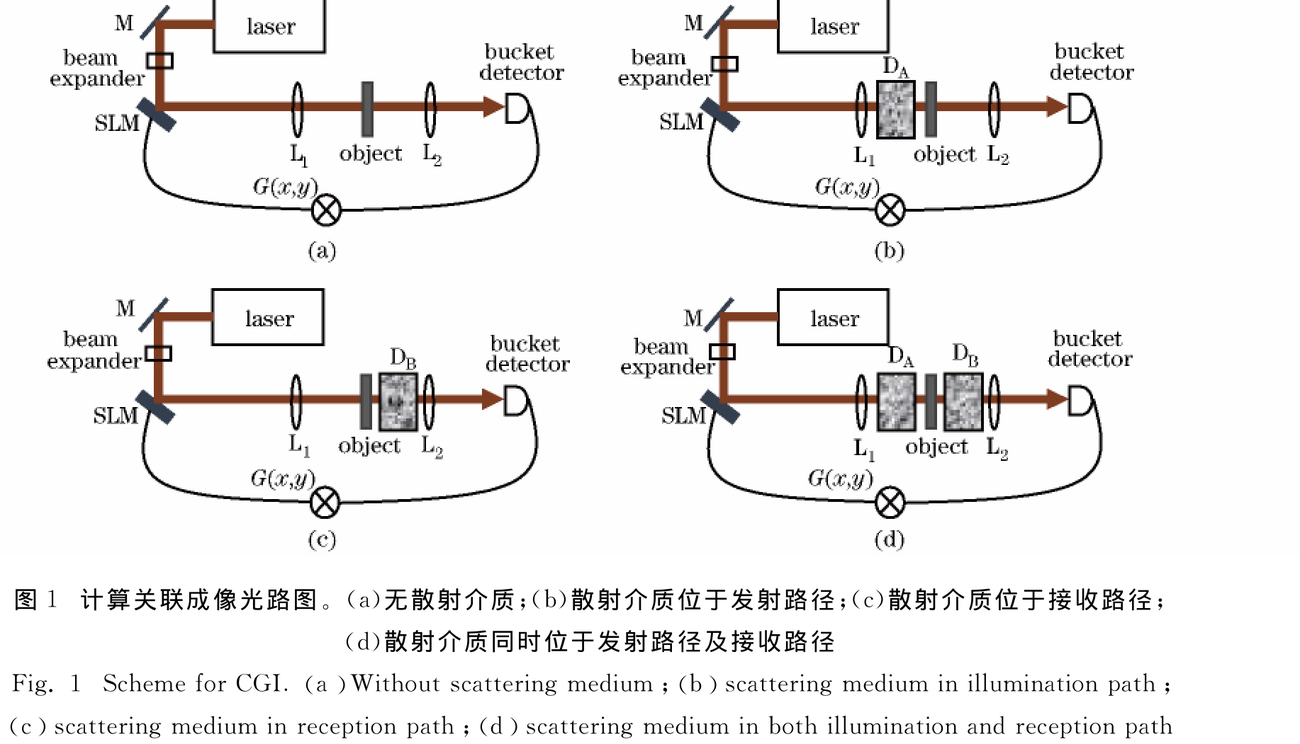 M
laser
beam
expander
SLM
L1
object
L2
bucket
detector
G(x,y)
(a)
M
laser
beam
expander
SLM
L1
DA
object
L2
bucket
detector
G(x,y)
(b)
M
laser
beam
expander
SLM
L1
object
DB
L2
bucket
detector
G(x,y)
(c)
M
laser
beam
expander
SLM
L1
DA
object
DB
L2
bucket
detector
G(x,y)
(d)
图 1 计算关联成像光路图。(a)无散射介质;(b)散射介质位于发射路径;(c)散射介质位于接收路径;
(d)散射介质同时位于发射路径及接收路径
Fig. 1 Scheme for CGI. (a)Without scattering medium;(b)scattering medium in illumination path;
(c)scattering medium in reception path;(d)scattering medium in both illumination and reception path